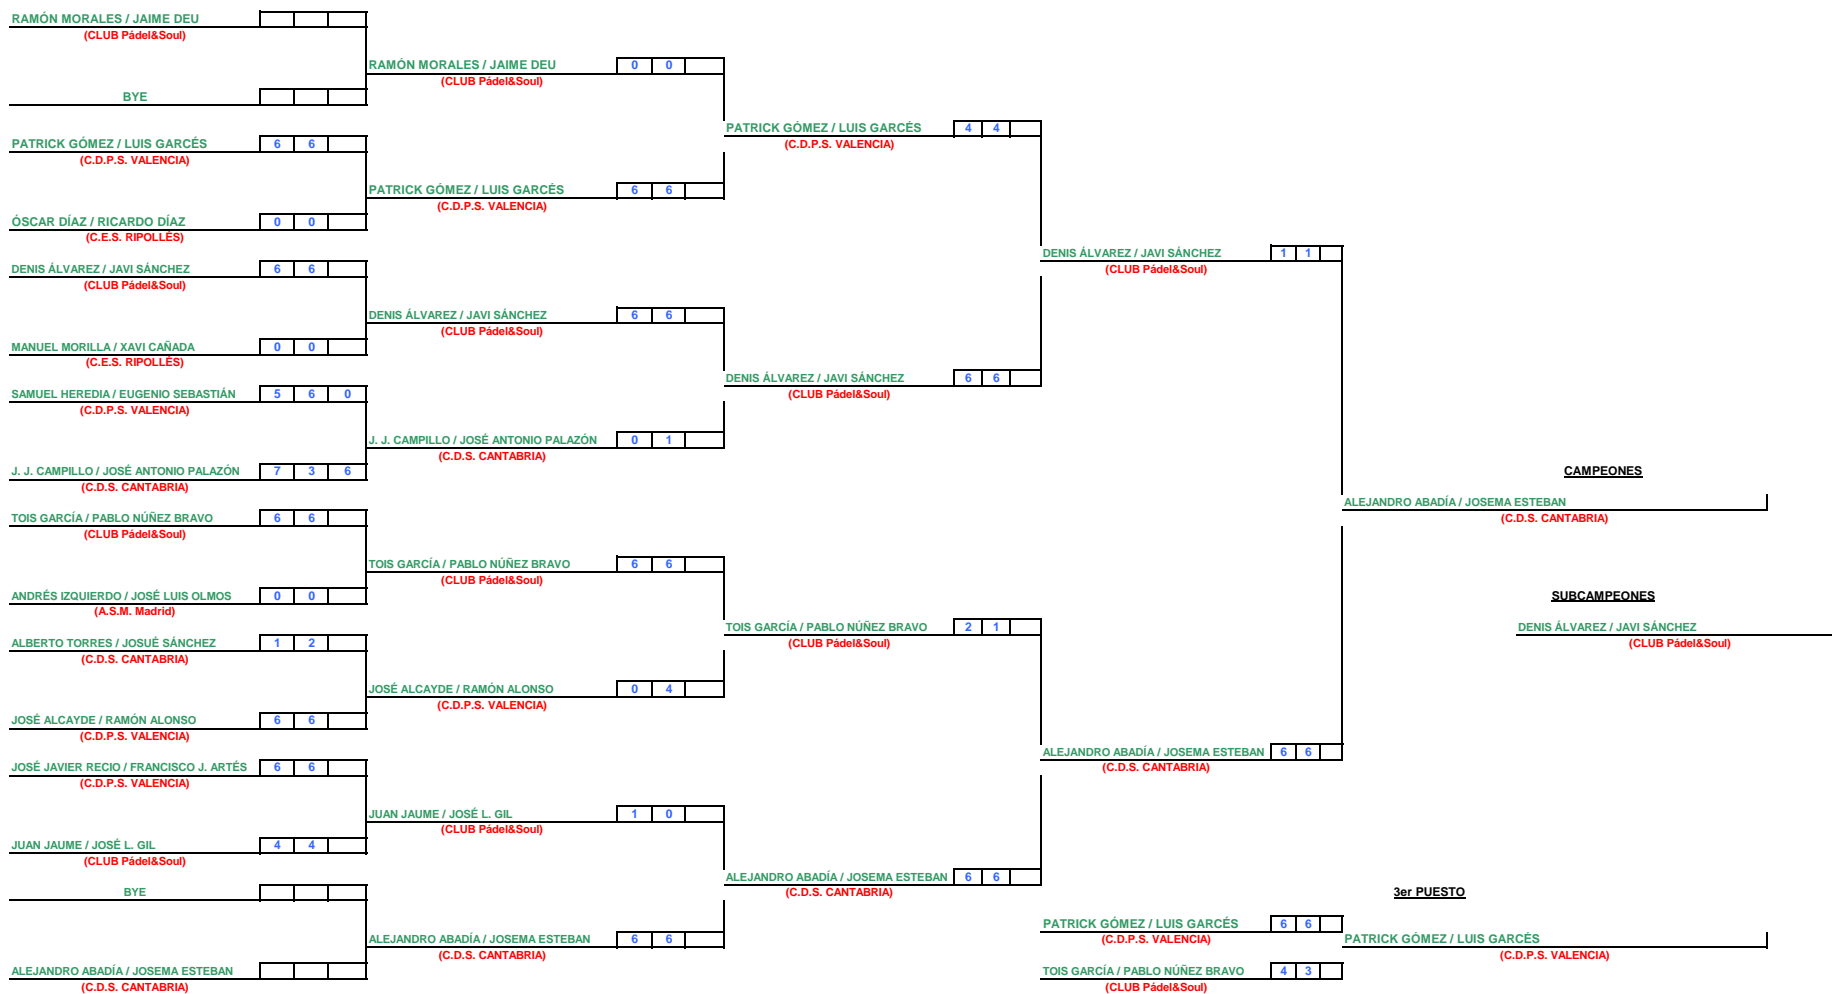 RAMÓN MORALES / JAIME DEU
(CLUB Pádel&Soul)
BYE
PATRICK GÓMEZ / LUIS GARCÉS 6 6
(C.D.P.S. VALENCIA)
ÓSCAR DÍAZ / RICARDO DÍAZ 0 0
(C.E.S. RIPOLLÉS)
DENIS ÁLVAREZ / JAVI SÁNCHEZ 6 6
(CLUB Pádel&Soul)
MANUEL MORILLA / XAVI CAÑADA 0 0
(C.E.S. RIPOLLÉS)
SAMUEL HEREDIA / EUGENIO SEBASTIÁN 5 6 0
(C.D.P.S. VALENCIA)
J. J. CAMPILLO / JOSÉ ANTONIO PALAZÓN 7 3 6
(C.D.S. CANTABRIA)
TOIS GARCÍA / PABLO NÚÑEZ BRAVO 6 6
(CLUB Pádel&Soul)
ANDRÉS IZQUIERDO / JOSÉ LUIS OLMOS 0 0
(A.S.M. Madrid)
ALBERTO TORRES / JOSUÉ SÁNCHEZ 1 2
(C.D.S. CANTABRIA)
JOSÉ ALCAYDE / RAMÓN ALONSO 6 6
(C.D.P.S. VALENCIA)
JOSÉ JAVIER RECIO / FRANCISCO J. ARTÉS 6 6
(C.D.P.S. VALENCIA)
JUAN JAUME / JOSÉ L. GIL 4 4
(CLUB Pádel&Soul)
BYE
ALEJANDRO ABADÍA / JOSEMA ESTEBAN
(C.D.S. CANTABRIA)
RAMÓN MORALES / JAIME DEU 0 0
(CLUB Pádel&Soul)
PATRICK GÓMEZ / LUIS GARCÉS 6 6
(C.D.P.S. VALENCIA)
DENIS ÁLVAREZ / JAVI SÁNCHEZ 6 6
(CLUB Pádel&Soul)
J. J. CAMPILLO / JOSÉ ANTONIO PALAZÓN 0 1
(C.D.S. CANTABRIA)
TOIS GARCÍA / PABLO NÚÑEZ BRAVO 6 6
(CLUB Pádel&Soul)
JOSÉ ALCAYDE / RAMÓN ALONSO 0 4
(C.D.P.S. VALENCIA)
JUAN JAUME / JOSÉ L. GIL 1 0
(CLUB Pádel&Soul)
ALEJANDRO ABADÍA / JOSEMA ESTEBAN 6 6
(C.D.S. CANTABRIA)
PATRICK GÓMEZ / LUIS GARCÉS 4 4
(C.D.P.S. VALENCIA)
DENIS ÁLVAREZ / JAVI SÁNCHEZ 6 6
(CLUB Pádel&Soul)
TOIS GARCÍA / PABLO NÚÑEZ BRAVO 2 1
(CLUB Pádel&Soul)
ALEJANDRO ABADÍA / JOSEMA ESTEBAN 6 6
(C.D.S. CANTABRIA)
DENIS ÁLVAREZ / JAVI SÁNCHEZ 1 1
(CLUB Pádel&Soul)
ALEJANDRO ABADÍA / JOSEMA ESTEBAN 6 6
(C.D.S. CANTABRIA)
CAMPEONES
ALEJANDRO ABADÍA / JOSEMA ESTEBAN
(C.D.S. CANTABRIA)
SUBCAMPEONES
DENIS ÁLVAREZ / JAVI SÁNCHEZ
(CLUB Pádel&Soul)
3er PUESTO
PATRICK GÓMEZ / LUIS GARCÉS 6 6
(C.D.P.S. VALENCIA)
TOIS GARCÍA / PABLO NÚÑEZ BRAVO 4 3
(CLUB Pádel&Soul)
PATRICK GÓMEZ / LUIS GARCÉS
(C.D.P.S. VALENCIA)